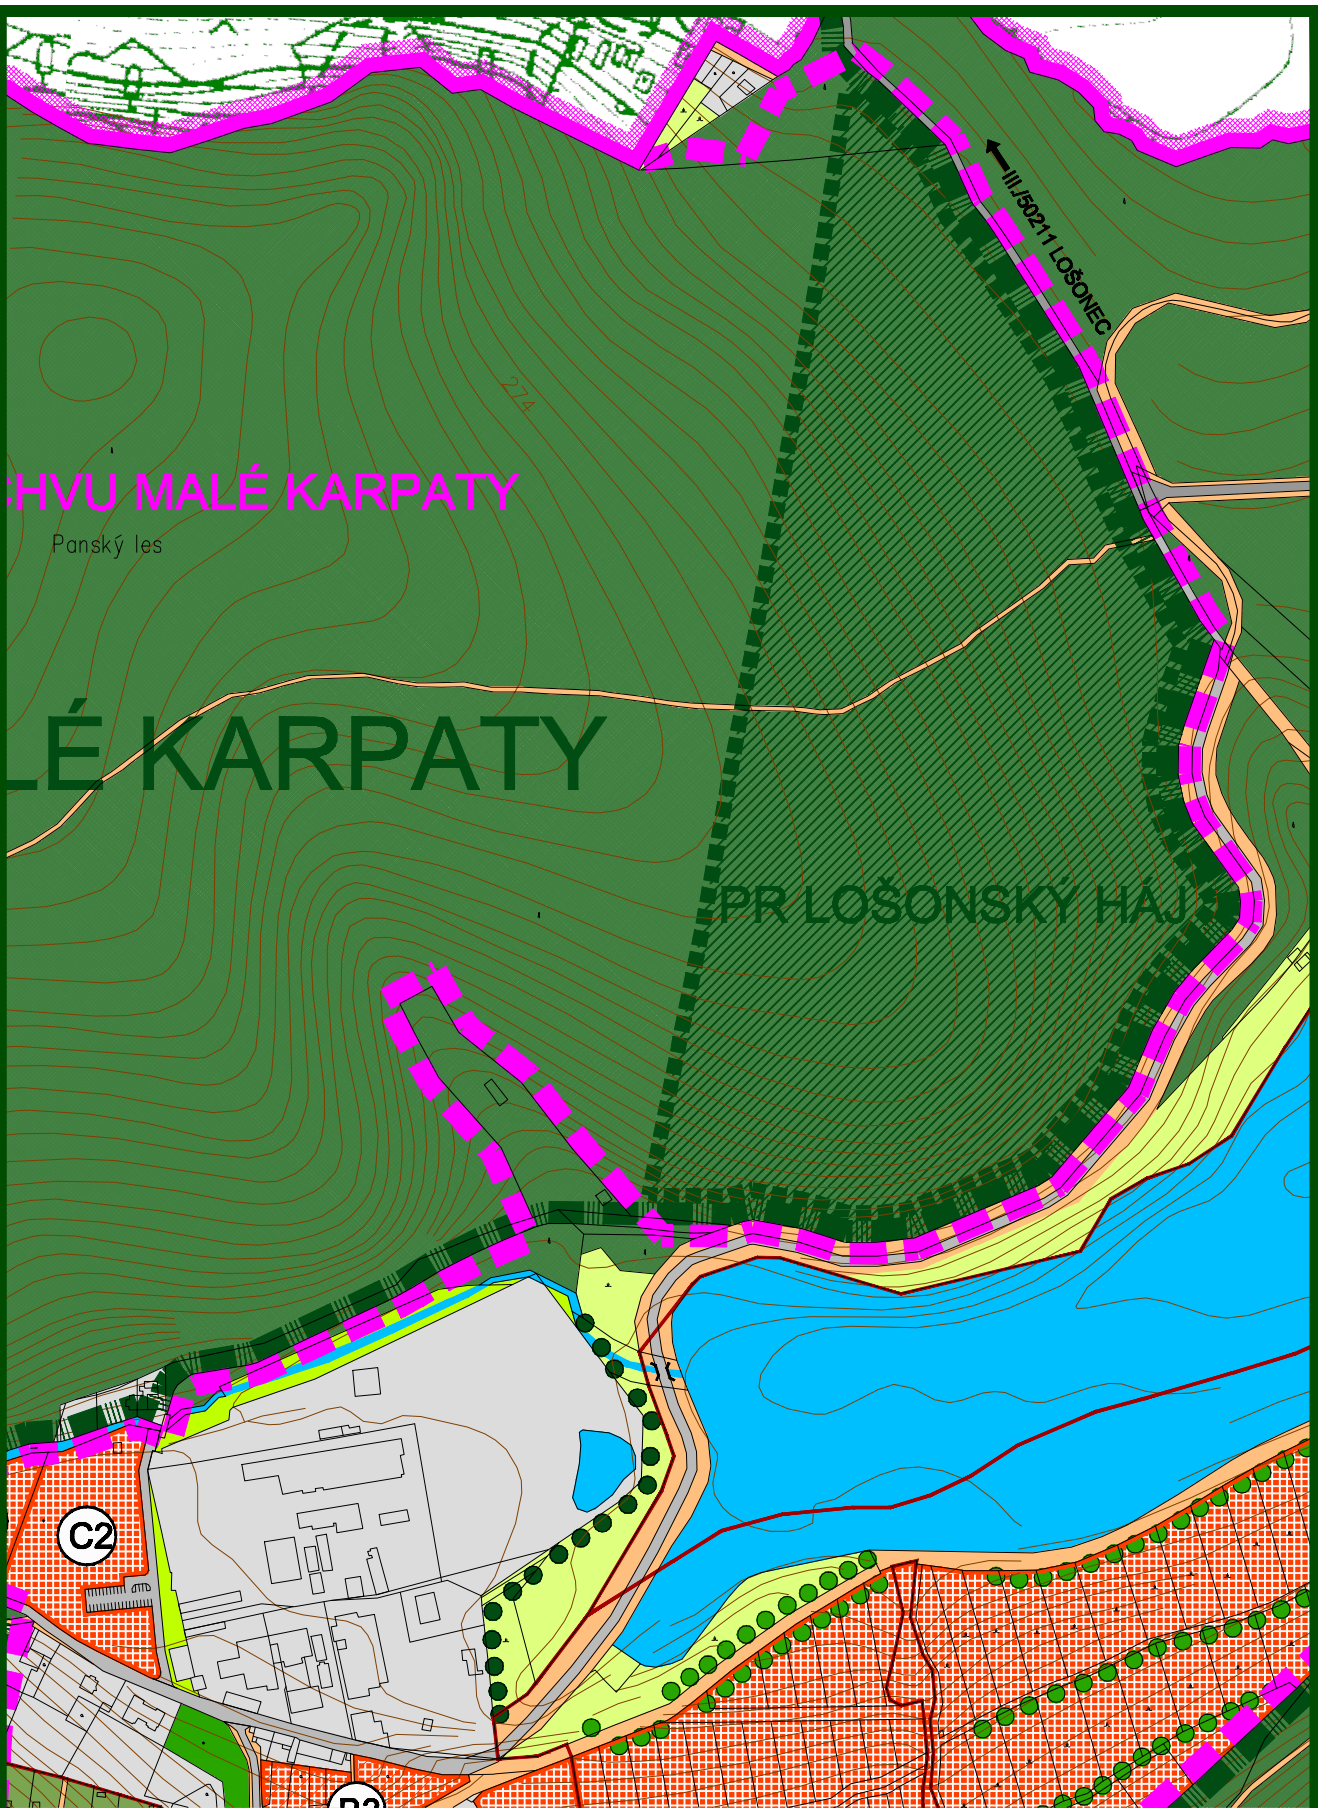 III./50211 LOŠONEC
274
CHVU MALÉ KARPATY
Panský les
LÉ KARPATY
PR LOŠONSKÝ HÁJ
C2